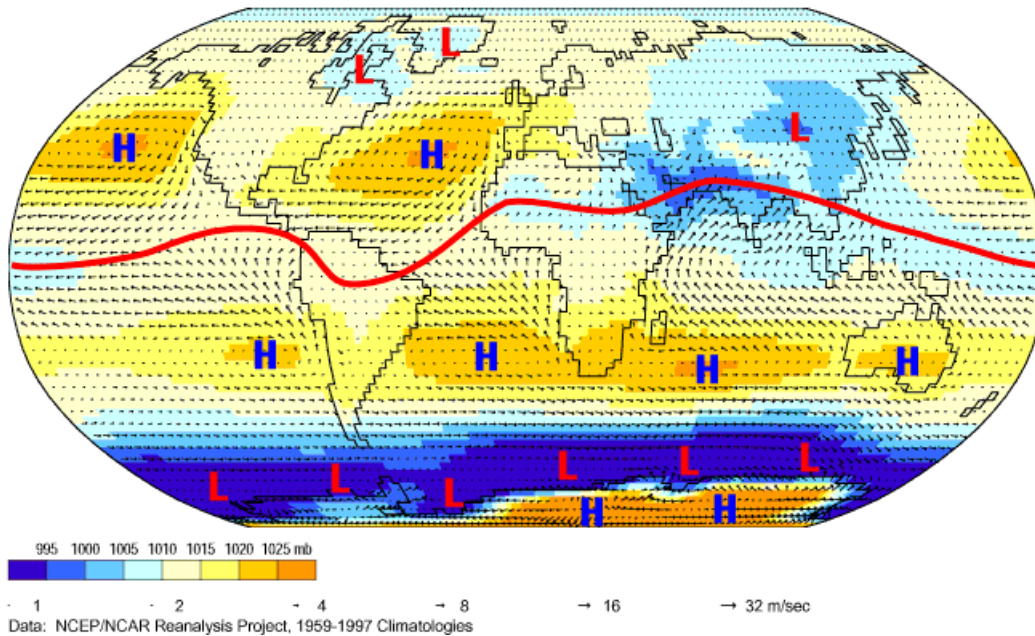 L
L
L
H
H
H
H
H
H
L
L
L
L
L
L
H
H
995 1000 1005 1010 1015 1020 1025 mb
1 2 4 8 16 32 m/sec
Data: NCEP/NCAR Reanalysis Project, 1959-1997 Climatologies